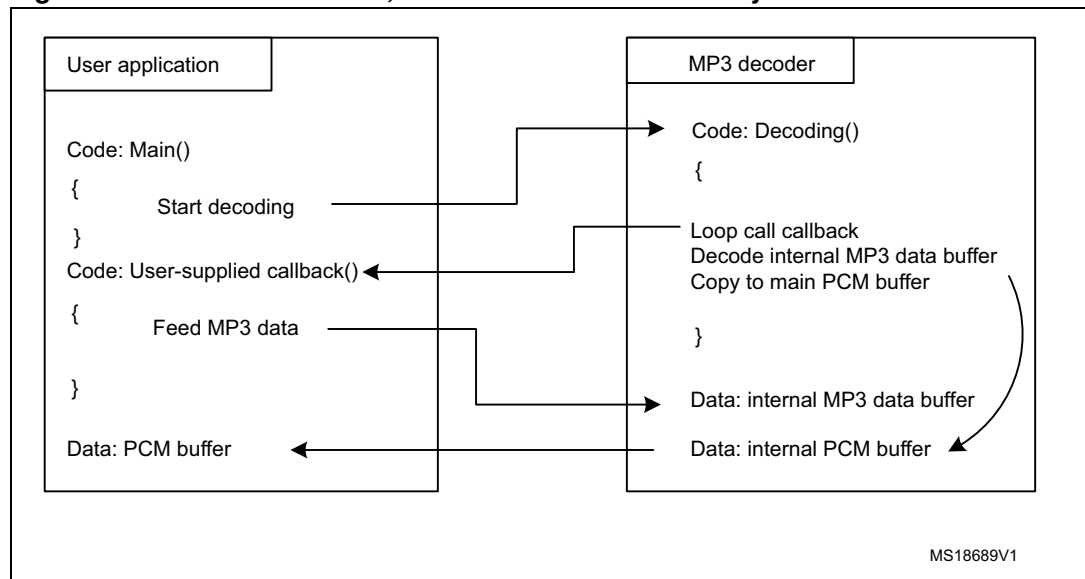 User application
Code: Main()
{
Start decoding
}
Code: User-supplied callback()
{
Feed MP3 data
}
Data: PCM buffer
MP3 decoder
Code: Decoding()
{
Loop call callback
Decode internal MP3 data buffer
Copy to main PCM buffer
}
Data: internal MP3 data buffer
Data: internal PCM buffer
MS18689V1